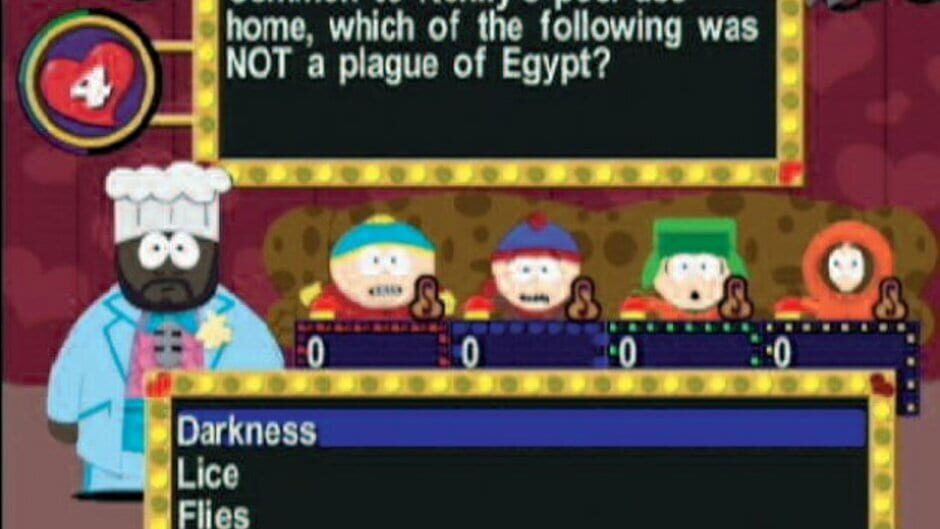 4
home, which of the following was
NOT a plague of Egypt?
0 0 0 0
Darkness
Lice
Flies